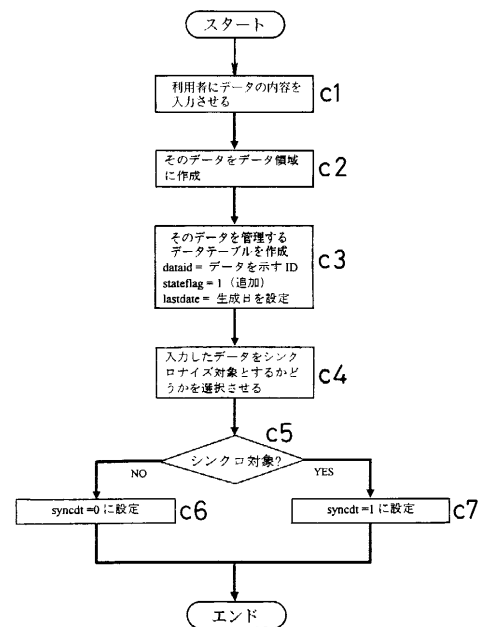 スタート
利用者にデータの内容を
入力させる
c1
そのデータをデータ領域
に作成
c2
そのデータを管理する
データテーブルを作成
dataid = データを示す ID
stateflag = 1（追加）
lastdate = 生成日を設定
c3
入力したデータをシンク
ロナイズ対象とするかど
うかを選択させる
c4
c5
シンクロ対象?
NO
YES
syncdt =0 に設定
c6
syncdt =1 に設定
c7
エンド